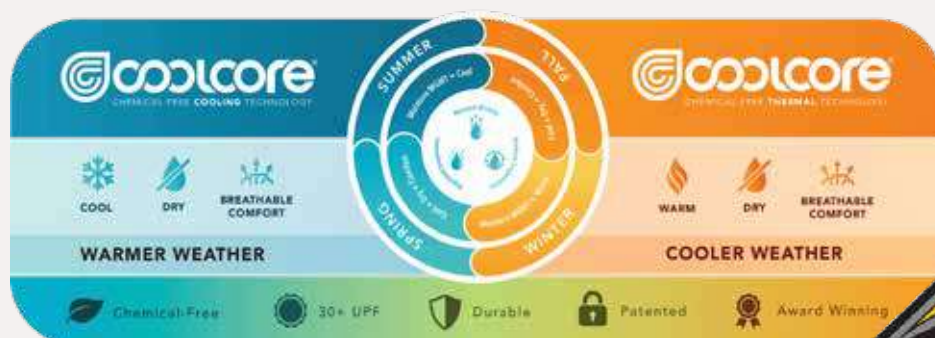 coolcore
CHEMICAL FREE COOLING TECHNOLOGY
COOL
DRY
BREATHABLE
COMFORT
WARMER WEATHER
SUMMER
FALL
SPRING
WINTER
coolcore
CHEMICAL FREE THERMAL TECHNOLOGY
WARM
DRY
BREATHABLE
COMFORT
COOLER WEATHER
Chemical-Free
30+ UPF
Durable
Patented
Award Winning